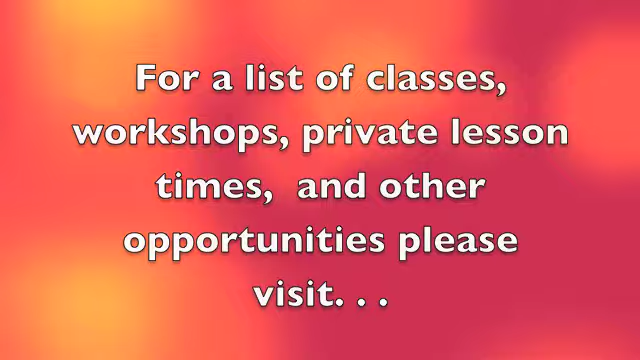 For a list of classes,
workshops, private lesson
times,  and other
opportunities please
visit. . .